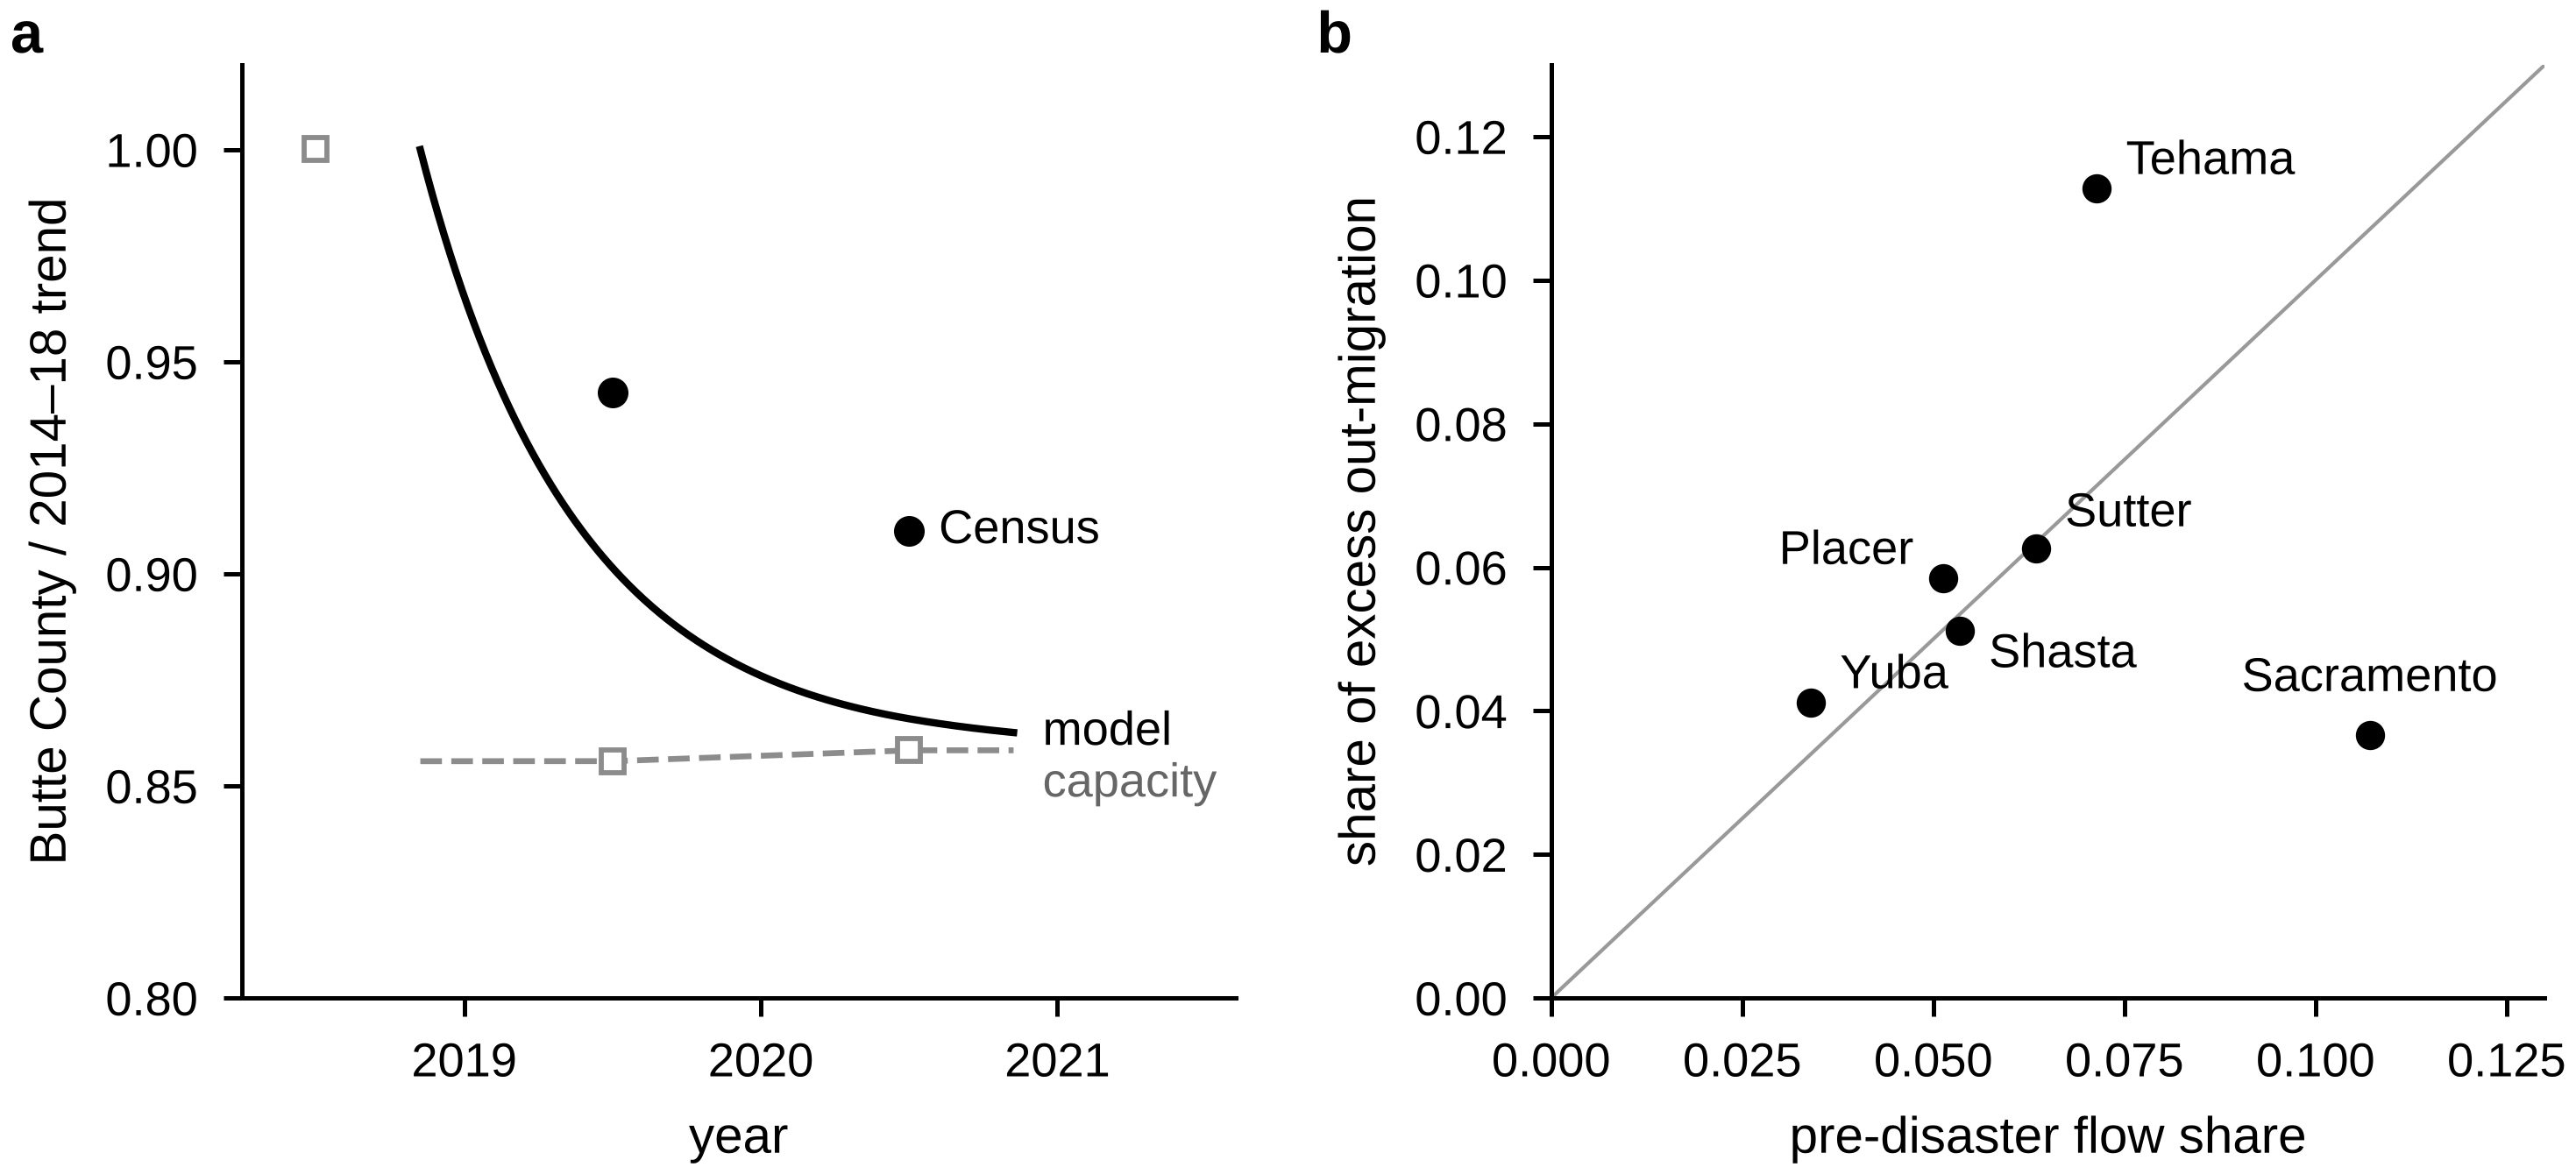 a
Butte County / 2014–18 trend
1.00
0.95
0.90
0.85
0.80
Census
model
capacity
2019
2020
2021
year
b
share of excess out-migration
0.12
0.10
0.08
0.06
0.04
0.02
0.00
Tehama
Sutter
Placer
Shasta
Yuba
Sacramento
0.000
0.025
0.050
0.075
0.100
0.125
pre-disaster flow share